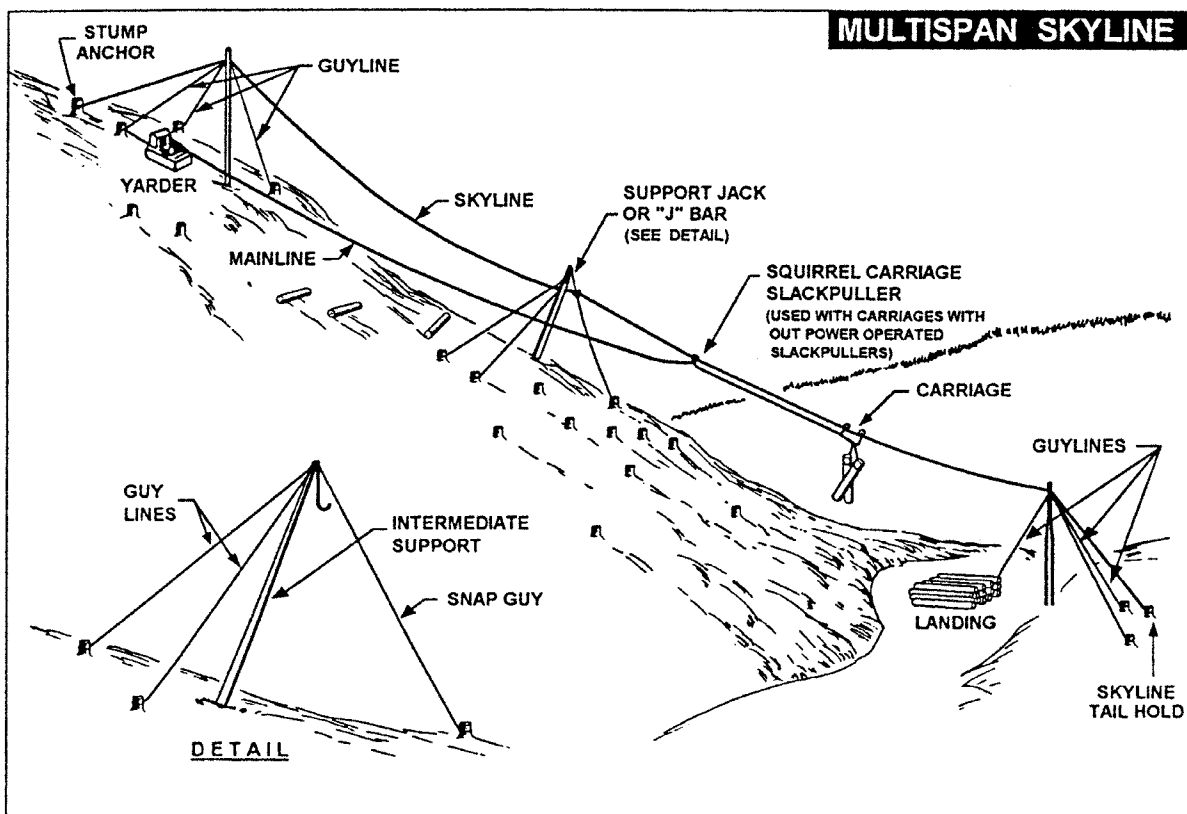 MULTISPAN SKYLINE
STUMP
ANCHOR
GUYLINE
YARDER
SKYLINE
MAINLINE
SUPPORT JACK
OR "J" BAR
(SEE DETAIL)
SQUIRREL CARRIAGE
SLACKPULLER
(USED WITH CARRIAGES WITH
OUT POWER OPERATED
SLACKPULLERS)
CARRIAGE
GUYLINES
GUY
LINES
INTERMEDIATE
SUPPORT
SNAP GUY
LANDING
SKYLINE
TAIL HOLD
DETAIL